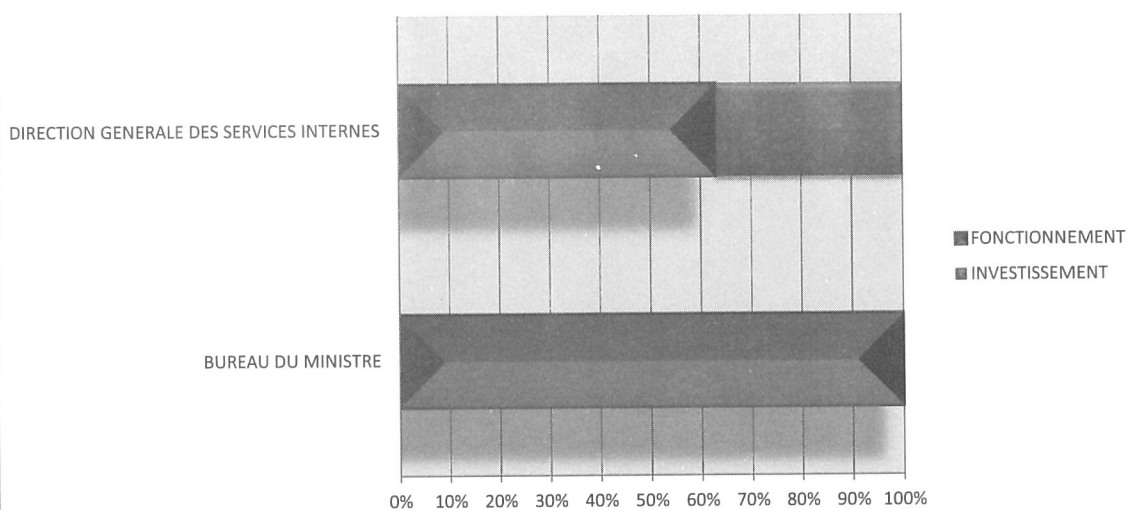 DIRECTION GENERALE DES SERVICES INTERNES
FONCTIONNEMENT
INVESTISSEMENT
BUREAU DU MINISTRE
0% 10% 20% 30% 40% 50% 60% 70% 80% 90% 100%